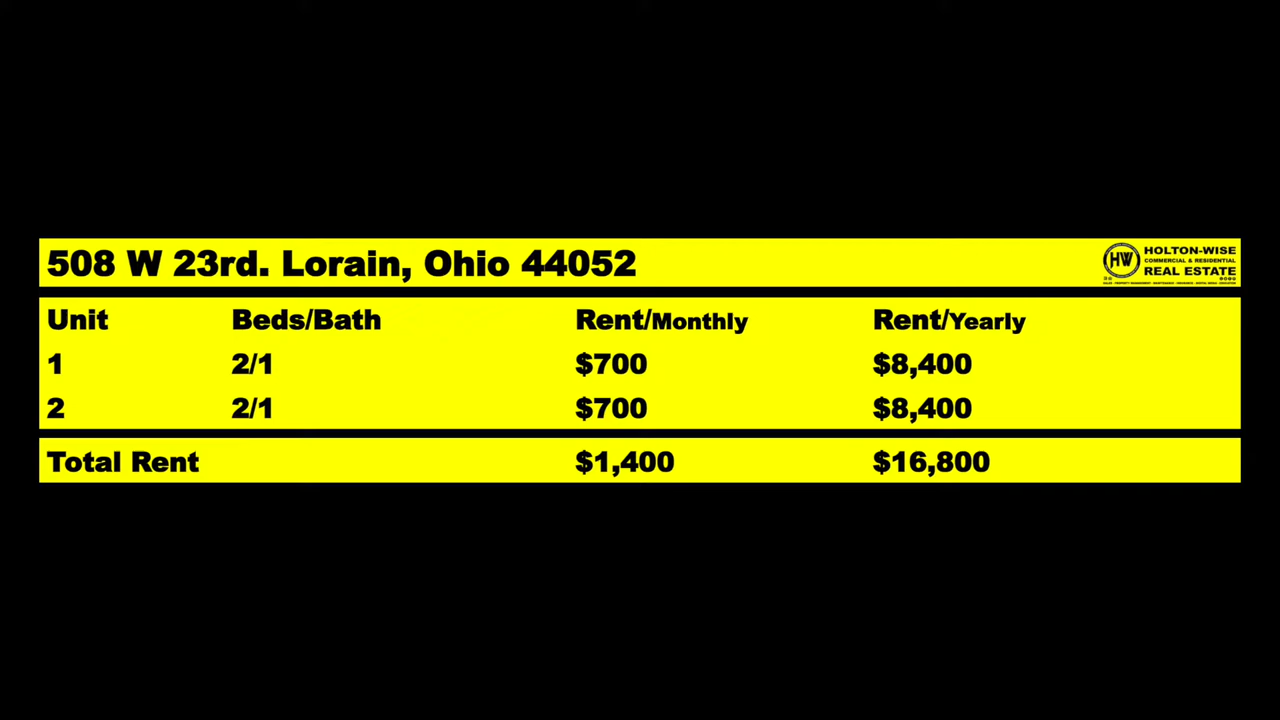 508 W 23rd. Lorain, Ohio 44052
HW HOLTON-WISE
COMMERCIAL & RESIDENTIAL
REAL ESTATE
Unit Beds/Bath Rent/Monthly Rent/Yearly
1 2/1 $700 $8,400
2 2/1 $700 $8,400
Total Rent $1,400 $16,800